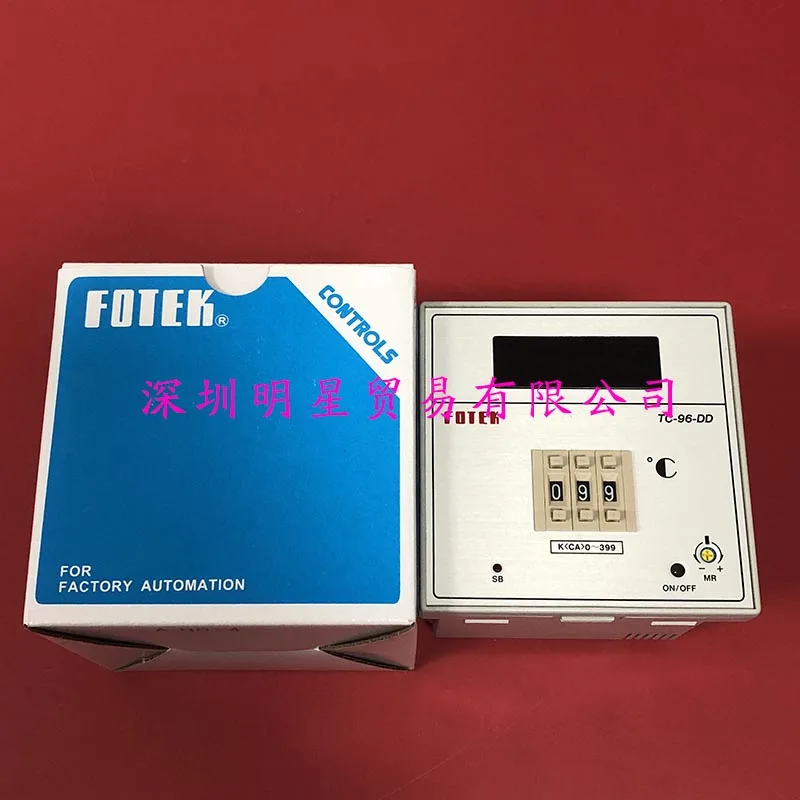 FOTEK®
CONTROLS
深圳明星贸易有限公司
FOTEK
TC-96-DD
°C
0 9 9
K(CA)0~399
SB
ON/OFF
- +
MR
FOR
FACTORY AUTOMATION